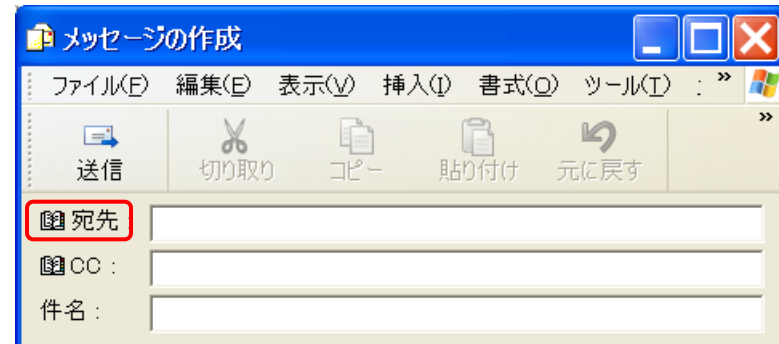 メッセージの作成
ファイル(F) 編集(E) 表示(V) 挿入(I) 書式(O) ツール(T) : »
»
送信 切り取り コピー 貼り付け 元に戻す
宛先 :
CC :
件名 :